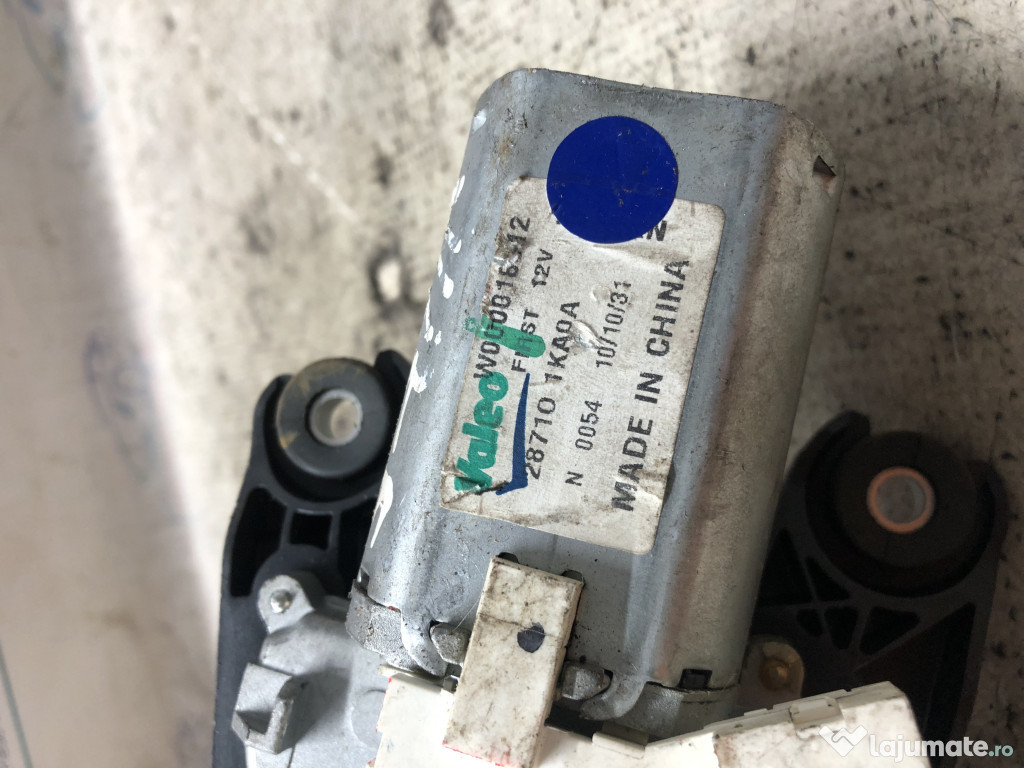 Valeo
W000016312
FIRST 12V
28710 1KA0A
N 0054 10/10/31
MADE IN CHINA
lajumate.ro